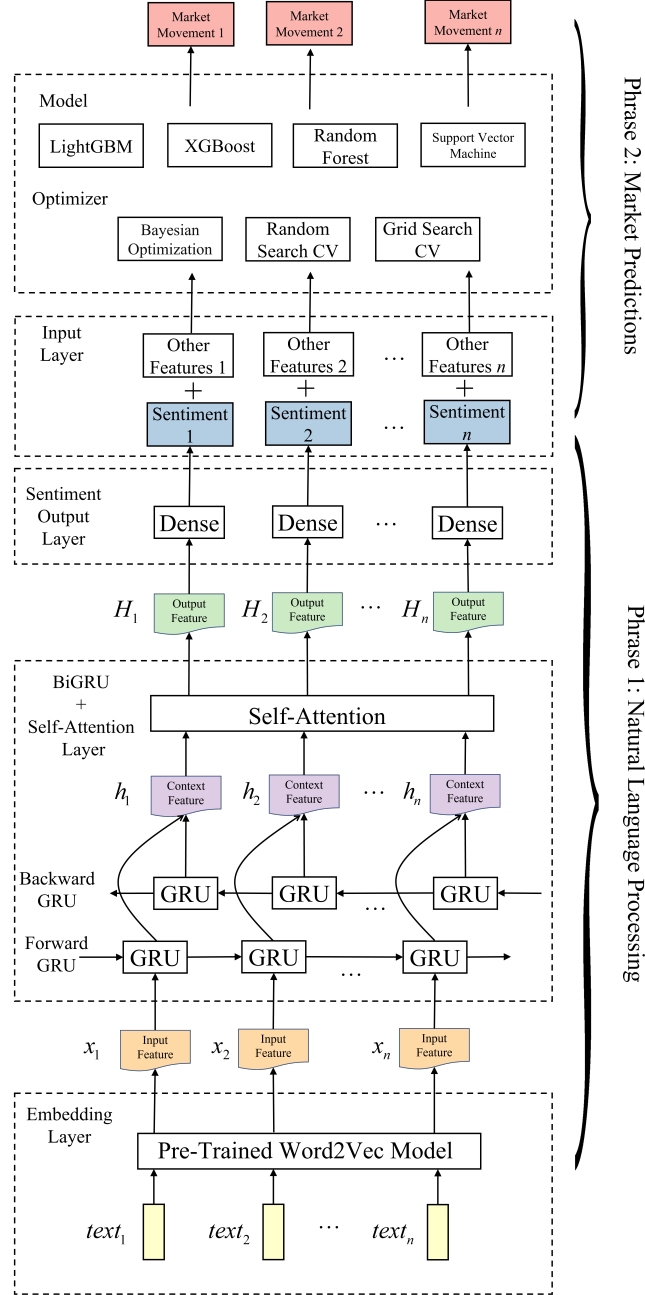 Market
Movement 1
Market
Movement 2
Market
Movement n
Model
LightGBM
XGBoost
Random
Forest
Support Vector
Machine
Optimizer
Bayesian
Optimization
Random
Search CV
Grid Search
CV
Phrase 2: Market Predictions
Input
Layer
Other
Features 1
Other
Features 2
...
Other
Features n
+
+
+
Sentiment
1
Sentiment
2
...
Sentiment
n
Sentiment
Output
Layer
Dense
Dense
...
Dense
H1
Output
Feature
H2
Output
Feature
...
Hn
Output
Feature
BiGRU
+
Self-Attention
Layer
Self-Attention
h1
Context
Feature
h2
Context
Feature
...
hn
Context
Feature
Backward
GRU
GRU
GRU
...
GRU
Forward
GRU
GRU
GRU
...
GRU
Phrase 1: Natural Language Processing
x1
Input
Feature
x2
Input
Feature
xn
Input
Feature
Embedding
Layer
Pre-Trained Word2Vec Model
text1
text2
...
textn